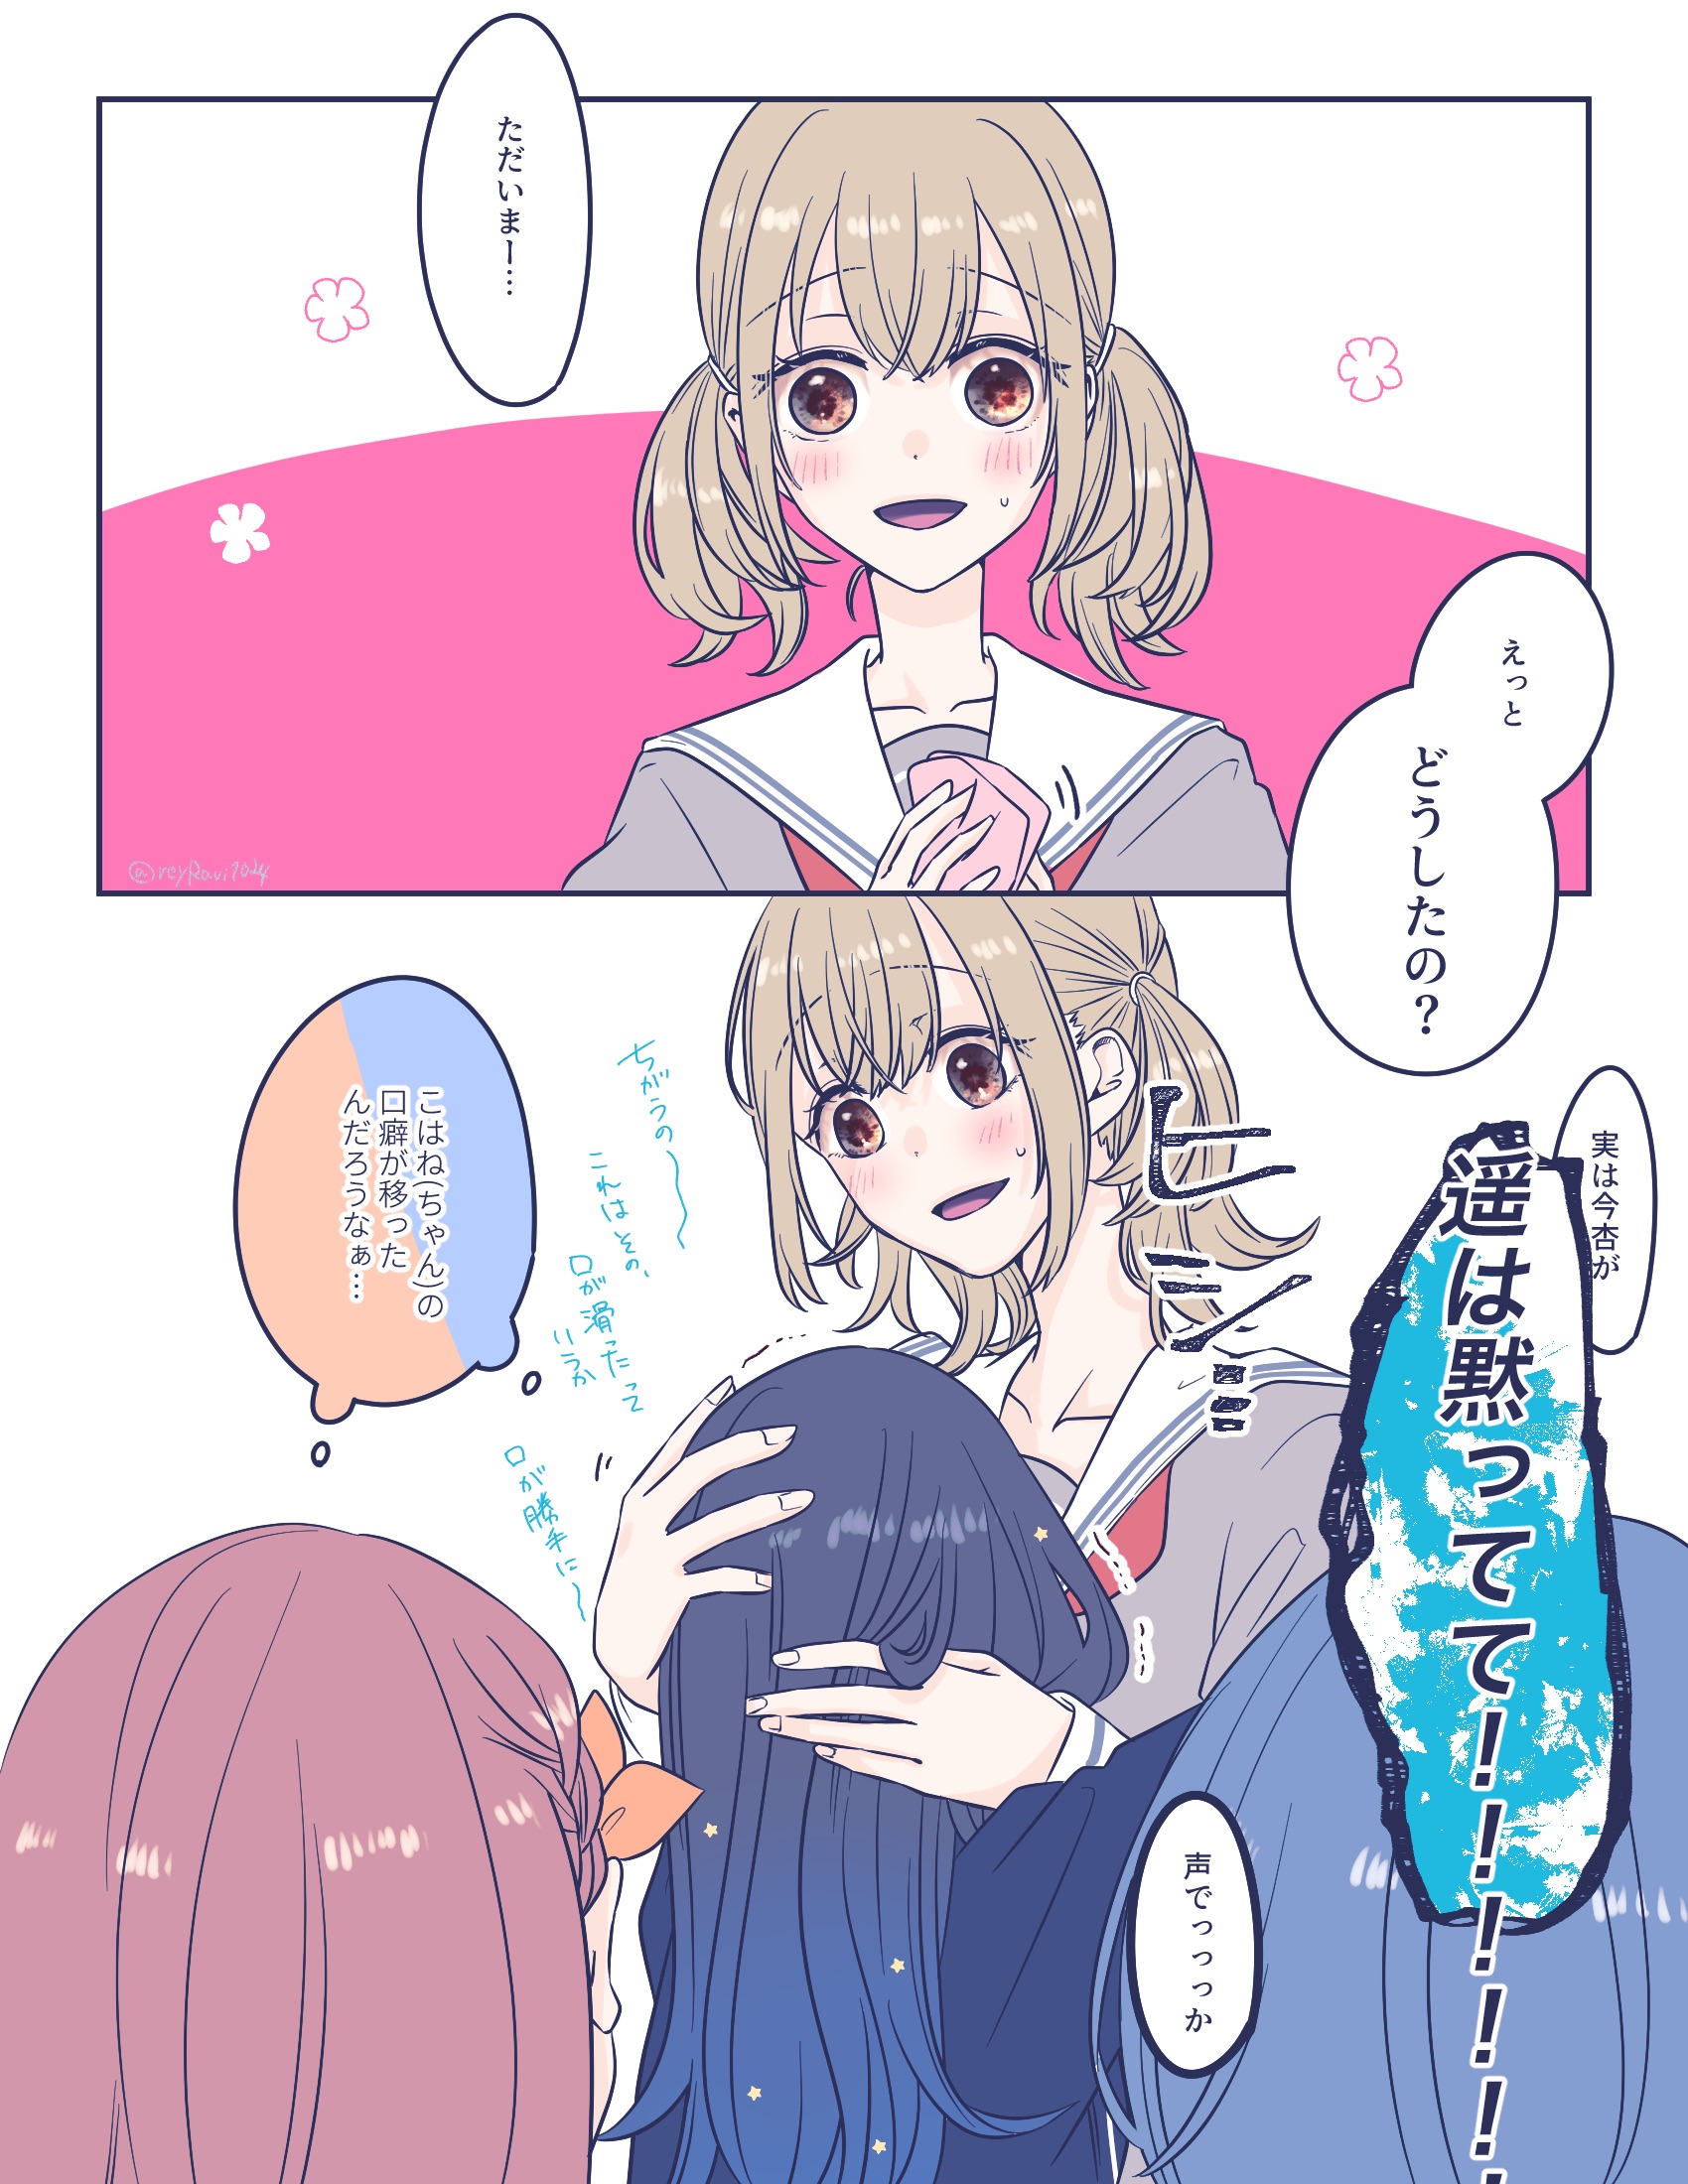 ただいまー…
えっと
どうしたの？
@reyRavi2024
実は今杏が
遥は黙ってて！！！！！！
ヒシ
声でっっっか
ちがうの〜
これはその、
口が滑ったって
いうか
口が勝手に〜
こはね(ちゃん)の
口癖が移った
んだろうなぁ…